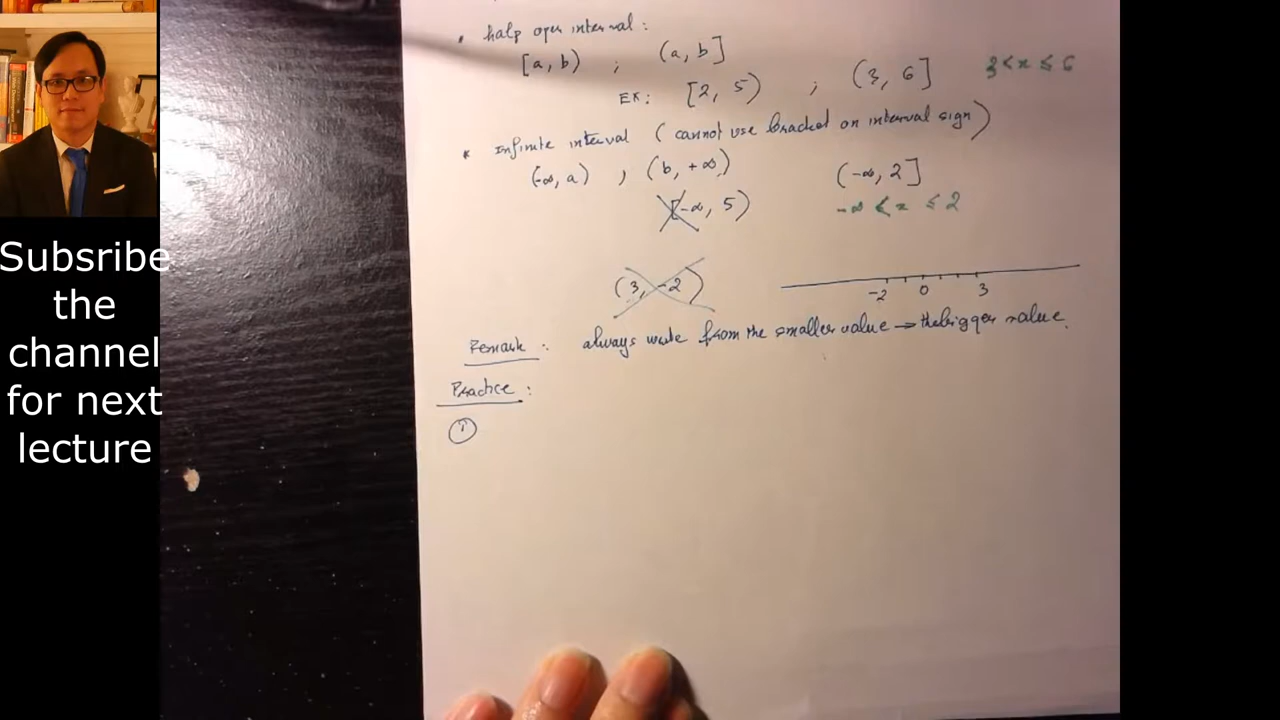 Subsribe
the
channel
for next
lecture
• half open interval:
[a, b) ; (a, b]
EX: [2, 5) ; (3, 6] 3 < x ≤ 6
* Infinite interval (cannot use bracked on interval sign)
(-∞, a) , (b, +∞) (-∞, 2]
[-∞, 5) -∞ < x ≤ 2
(3, -2) -2 0 3
Remark: always write from the smaller value → the bigger value.
Practice:
1